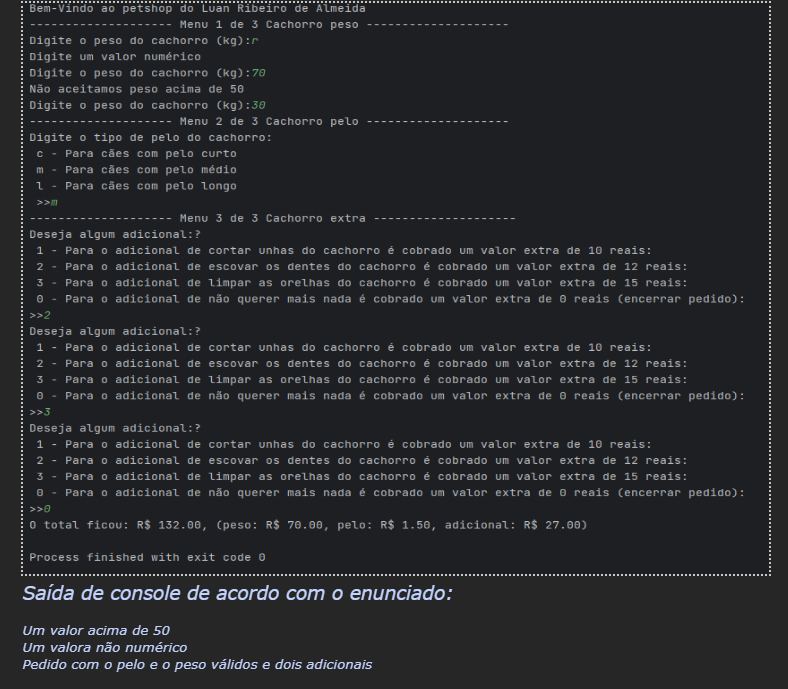 Bem-Vindo ao petshop do Luan Ribeiro de Almeida
-------------------- Menu 1 de 3 Cachorro peso --------------------
Digite o peso do cachorro (kg):r
Digite um valor numérico
Digite o peso do cachorro (kg):70
Não aceitamos peso acima de 50
Digite o peso do cachorro (kg):30
-------------------- Menu 2 de 3 Cachorro pelo --------------------
Digite o tipo de pelo do cachorro:
c - Para cães com pelo curto
m - Para cães com pelo médio
l - Para cães com pelo longo
>>m
-------------------- Menu 3 de 3 Cachorro extra --------------------
Deseja algum adicional:?
1 - Para o adicional de cortar unhas do cachorro é cobrado um valor extra de 10 reais:
2 - Para o adicional de escovar os dentes do cachorro é cobrado um valor extra de 12 reais:
3 - Para o adicional de limpar as orelhas do cachorro é cobrado um valor extra de 15 reais:
0 - Para o adicional de não querer mais nada é cobrado um valor extra de 0 reais (encerrar pedido):
>>2
Deseja algum adicional:?
1 - Para o adicional de cortar unhas do cachorro é cobrado um valor extra de 10 reais:
2 - Para o adicional de escovar os dentes do cachorro é cobrado um valor extra de 12 reais:
3 - Para o adicional de limpar as orelhas do cachorro é cobrado um valor extra de 15 reais:
0 - Para o adicional de não querer mais nada é cobrado um valor extra de 0 reais (encerrar pedido):
>>3
Deseja algum adicional:?
1 - Para o adicional de cortar unhas do cachorro é cobrado um valor extra de 10 reais:
2 - Para o adicional de escovar os dentes do cachorro é cobrado um valor extra de 12 reais:
3 - Para o adicional de limpar as orelhas do cachorro é cobrado um valor extra de 15 reais:
0 - Para o adicional de não querer mais nada é cobrado um valor extra de 0 reais (encerrar pedido):
>>0
O total ficou: R$ 132.00, (peso: R$ 70.00, pelo: R$ 1.50, adicional: R$ 27.00)
Process finished with exit code 0
Saída de console de acordo com o enunciado:
Um valor acima de 50
Um valora não numérico
Pedido com o pelo e o peso válidos e dois adicionais